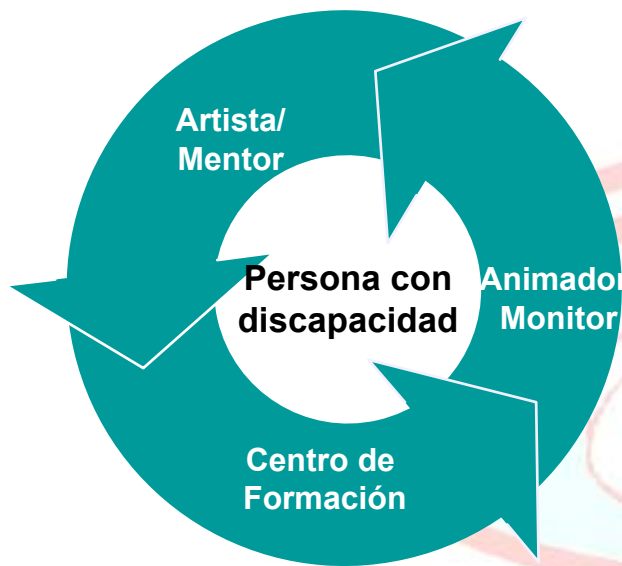 Artista/
Mentor
Persona con
discapacidad
Animador
Monitor
Centro de
Formación